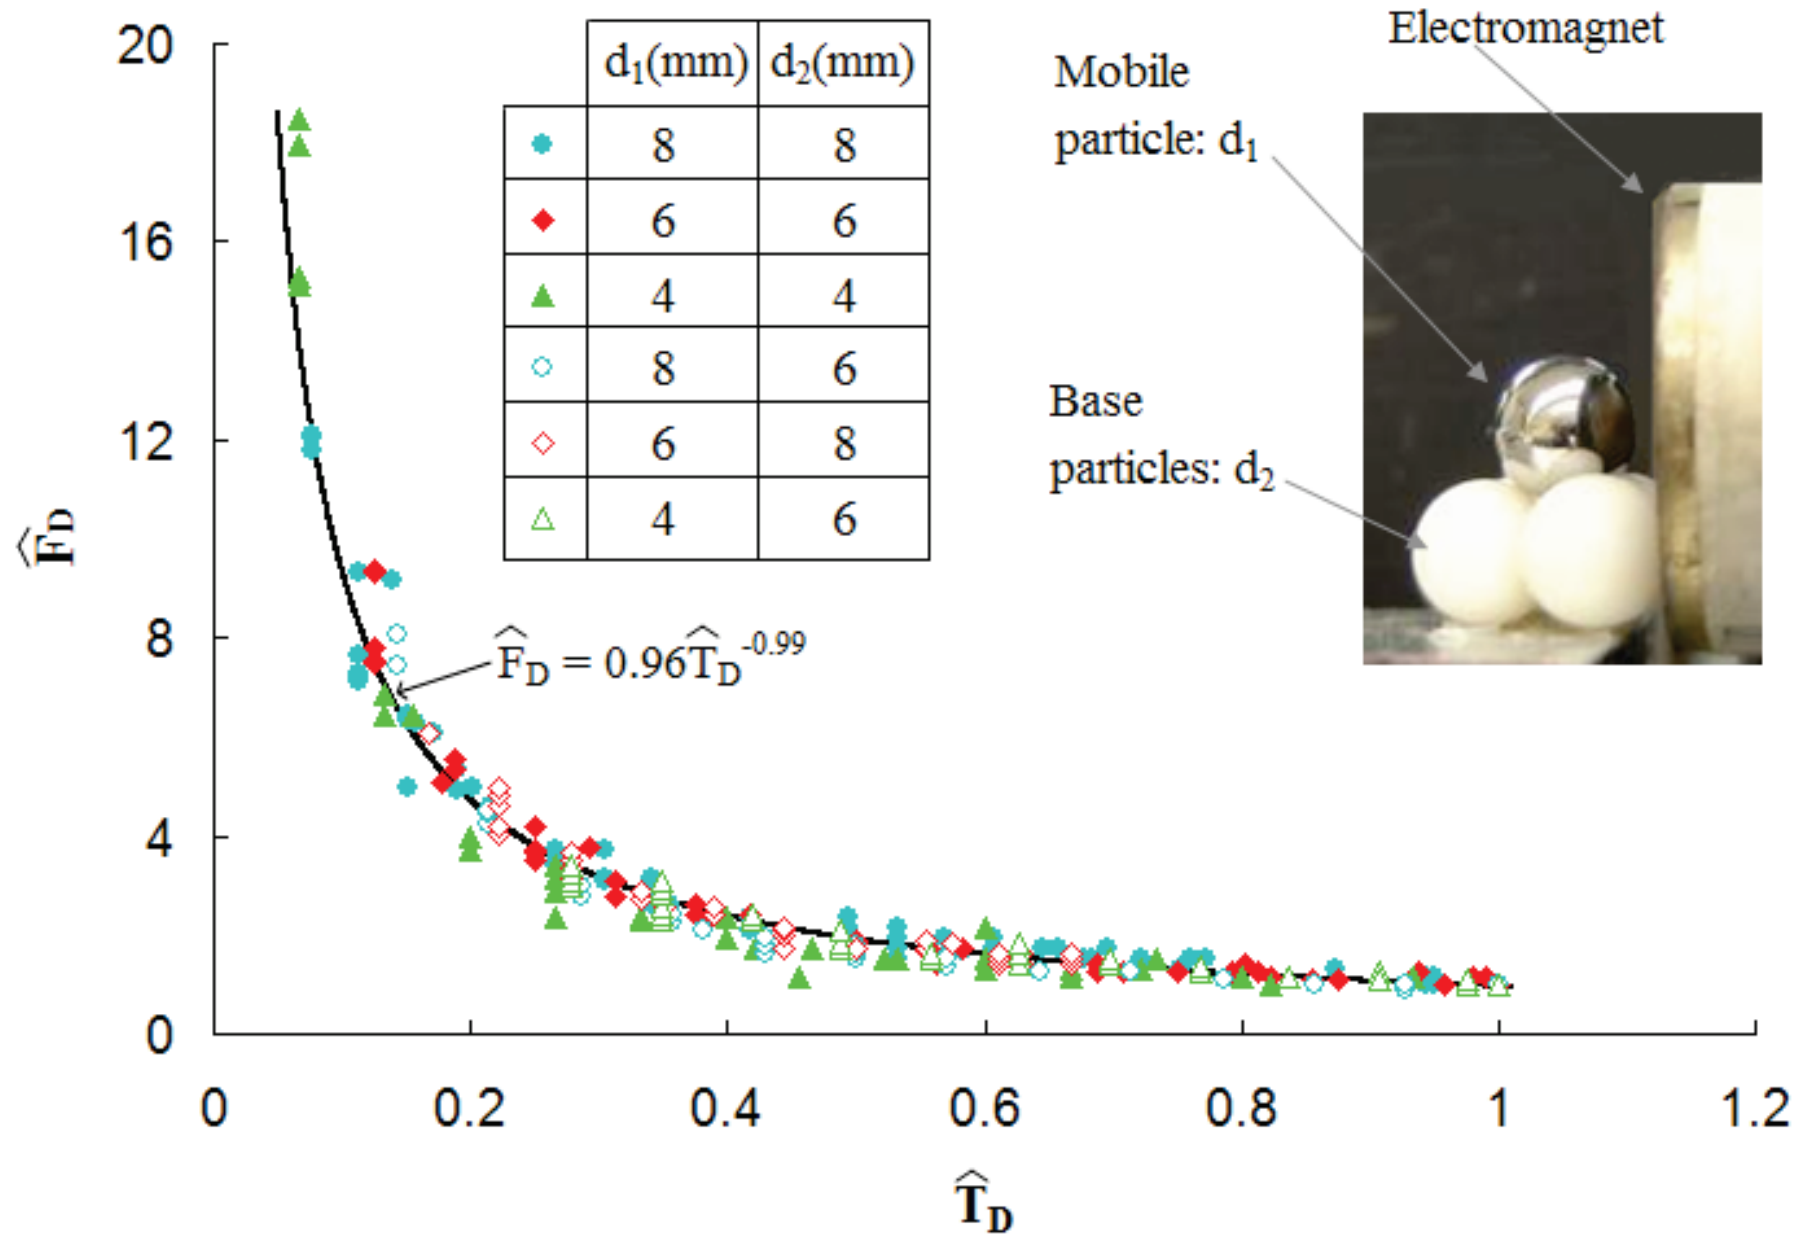 20
16
12
8
4
0
0 0.2 0.4 0.6 0.8 1 1.2
F̂D
T̂D
d₁(mm) d₂(mm)
8 8
6 6
4 4
8 6
6 8
4 6
F̂D = 0.96T̂D⁻⁰·⁹⁹
Electromagnet
Mobile
particle: d₁
Base
particles: d₂